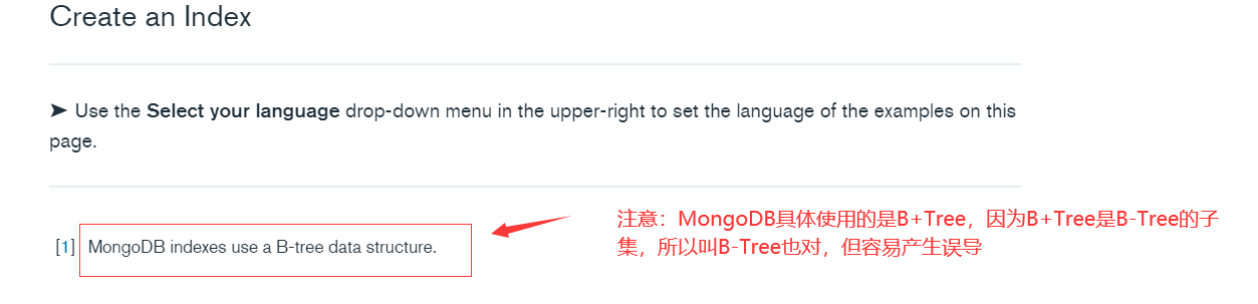 Create an Index
➤ Use the Select your language drop-down menu in the upper-right to set the language of the examples on this
page.
[1] MongoDB indexes use a B-tree data structure.
注意：MongoDB具体使用的是B+Tree，因为B+Tree是B-Tree的子
集，所以叫B-Tree也对，但容易产生误导